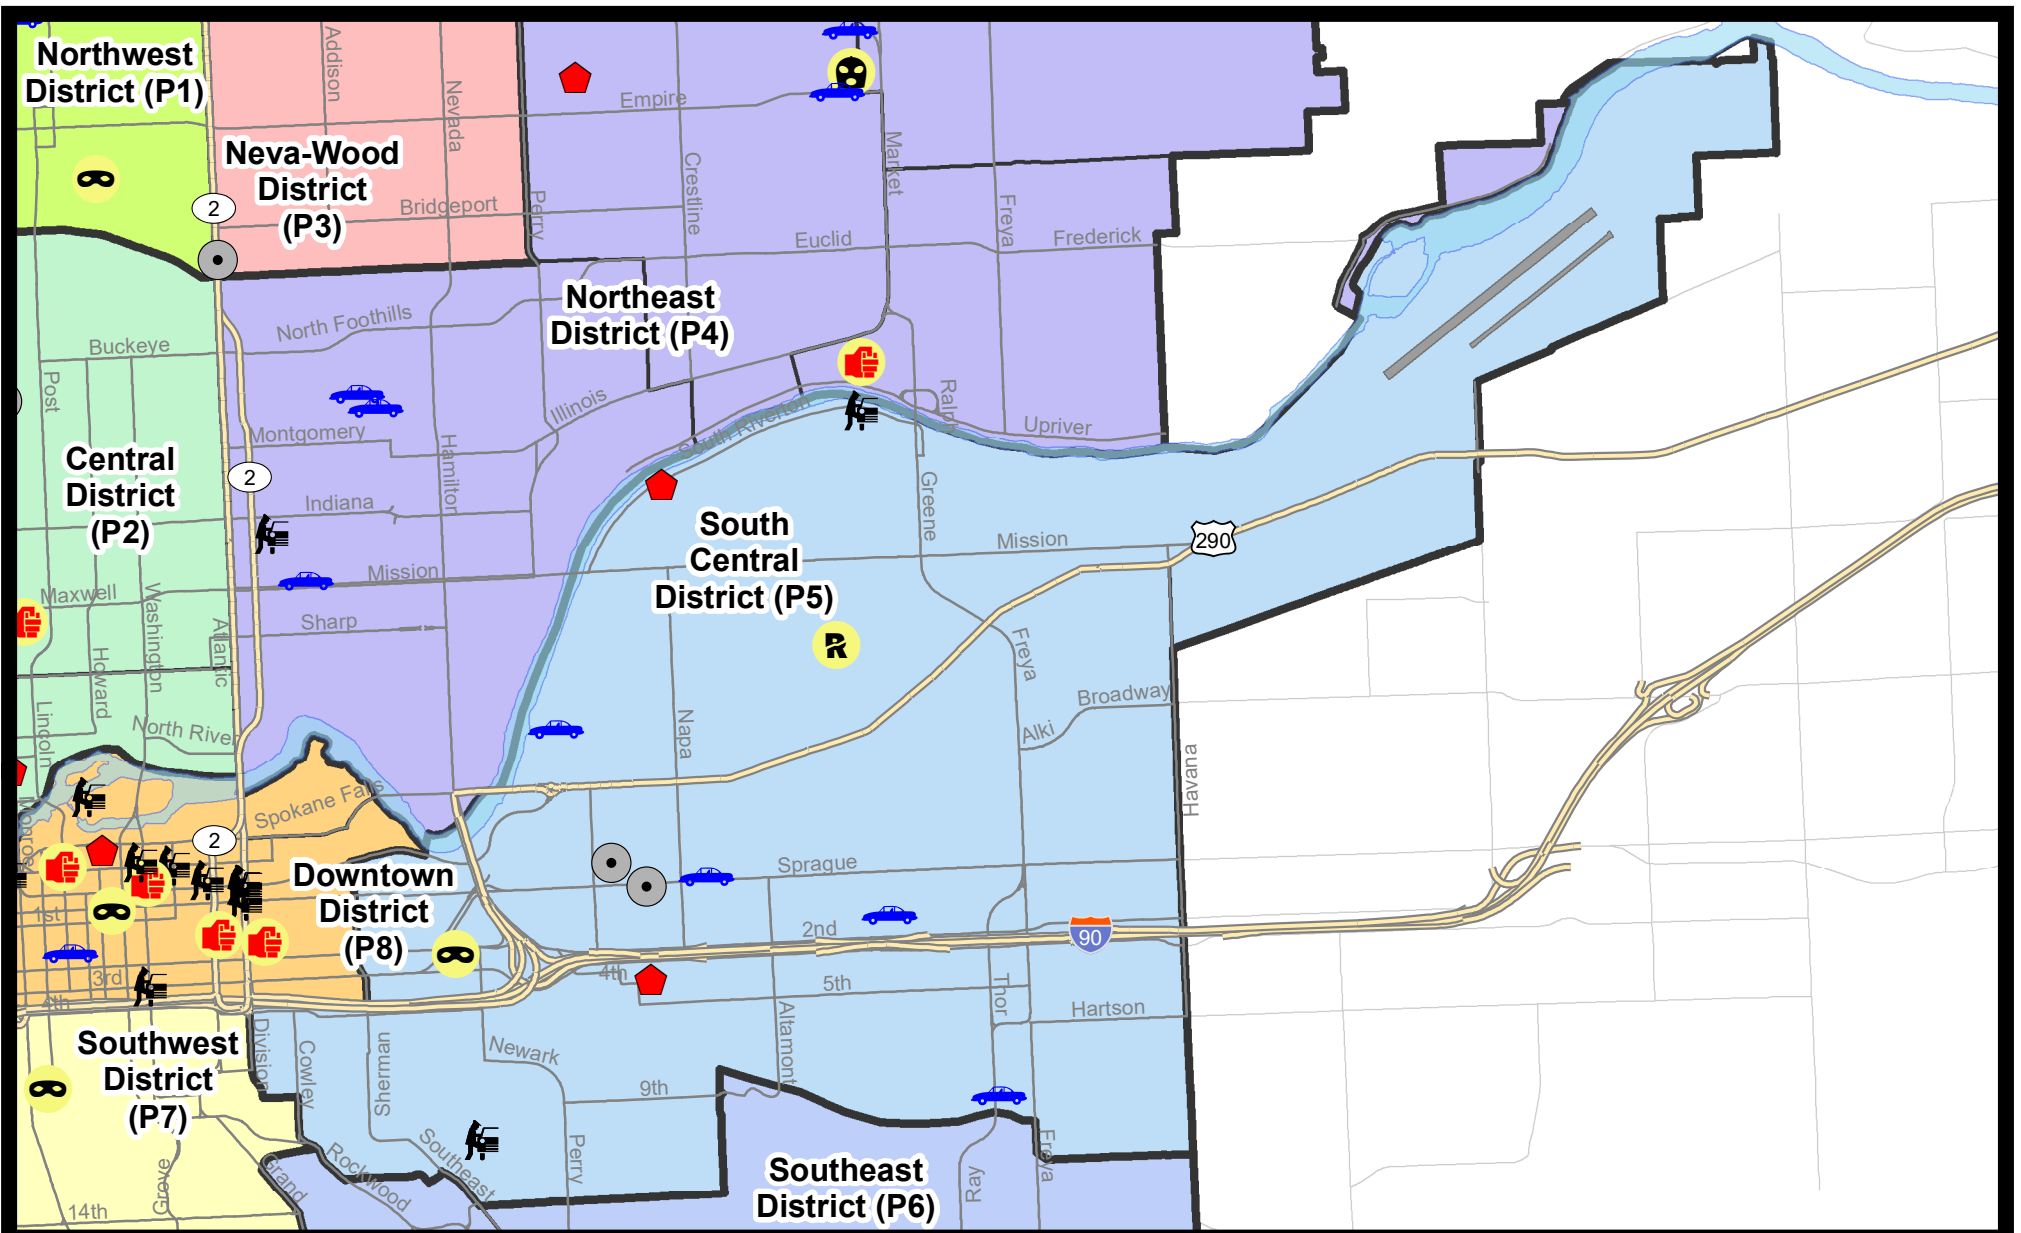 Northwest
District (P1)
Addison
Nevada
Empire
Neva-Wood
District
(P3)
Market
Crestline
2
Bridgeport
Perry
Freya
Euclid
Frederick
Northeast
District (P4)
North Foothills
Buckeye
Post
Illinois
Ralph
South Riverton
Upriver
Montgomery
Hamilton
Central
District
(P2)
2
Indiana
Greene
South
Central
District (P5)
Mission
290
Mission
Maxwell
Washington
Sharp
Atlantic
Howard
Freya
Broadway
Lincoln
North River
Napa
Alki
Havana
Spokane Falls
Monroe
2
Sprague
Downtown
District
(P8)
1st
2nd
90
3rd
4th
4th
5th
Thor
Hartson
Altamont
Southwest
District
(P7)
Division
Cowley
Sherman
Newark
9th
Southeast
Perry
Freya
Rockwood
Grand
Grove
Ray
Southeast
District (P6)
14th